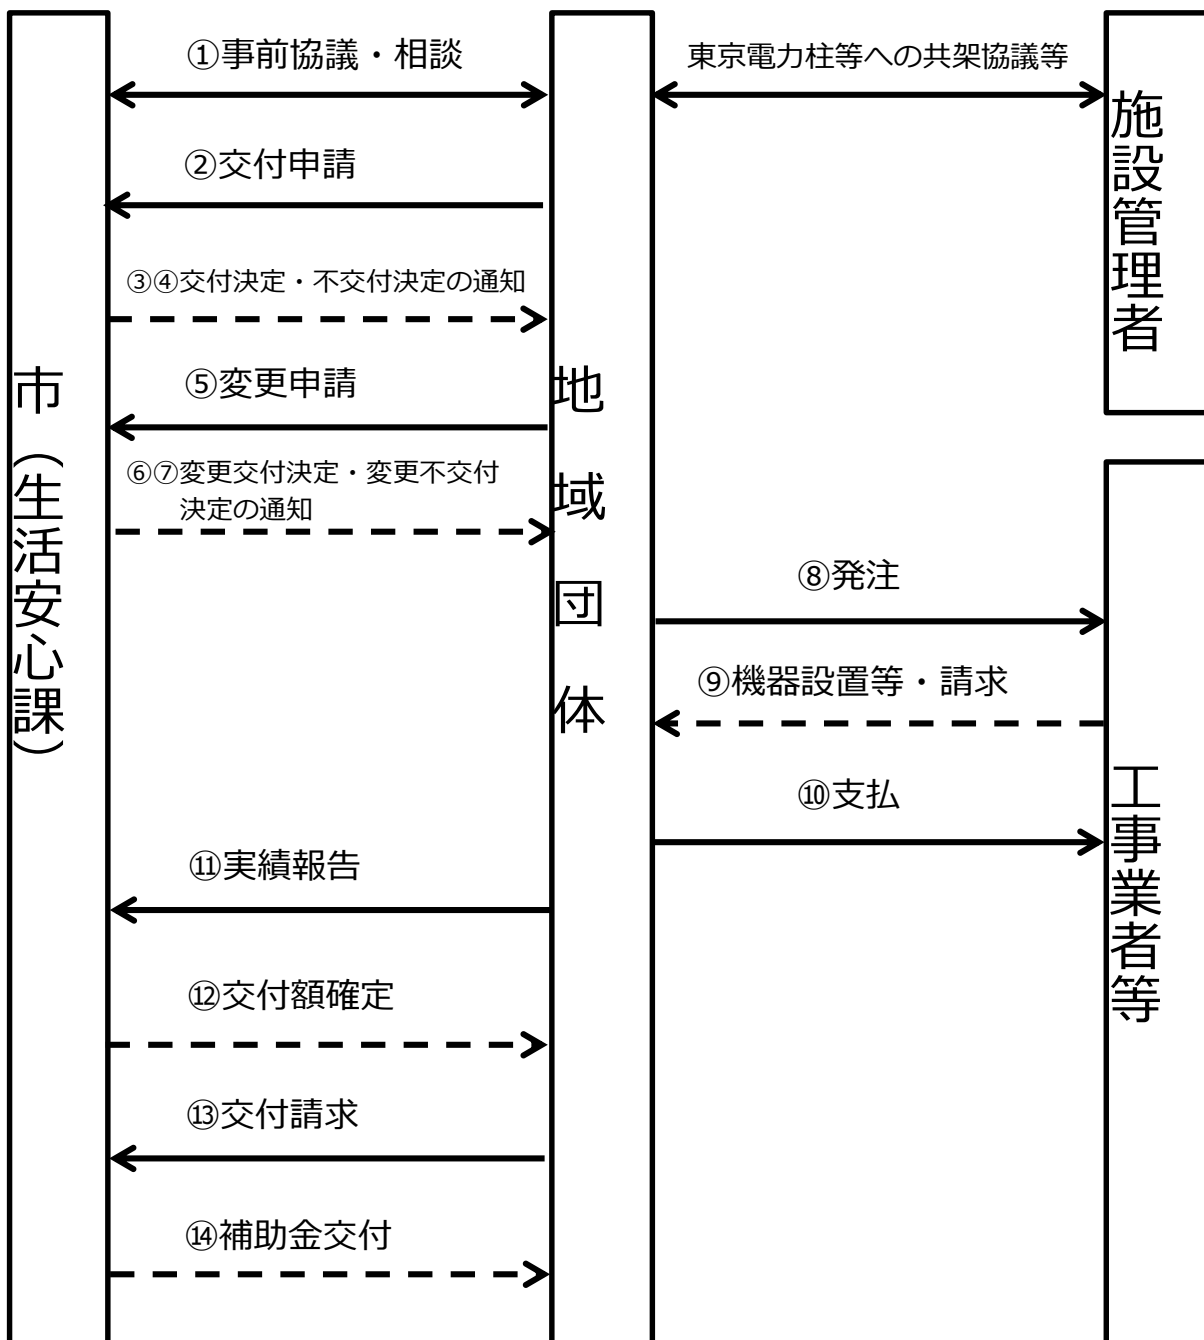 ①事前協議・相談
東京電力柱等への共架協議等
施設管理者
②交付申請
③④交付決定・不交付決定の通知
市（生活安心課）
地域団体
⑤変更申請
⑥⑦変更交付決定・変更不交付
決定の通知
⑧発注
⑨機器設置等・請求
工事業者等
⑩支払
⑪実績報告
⑫交付額確定
⑬交付請求
⑭補助金交付